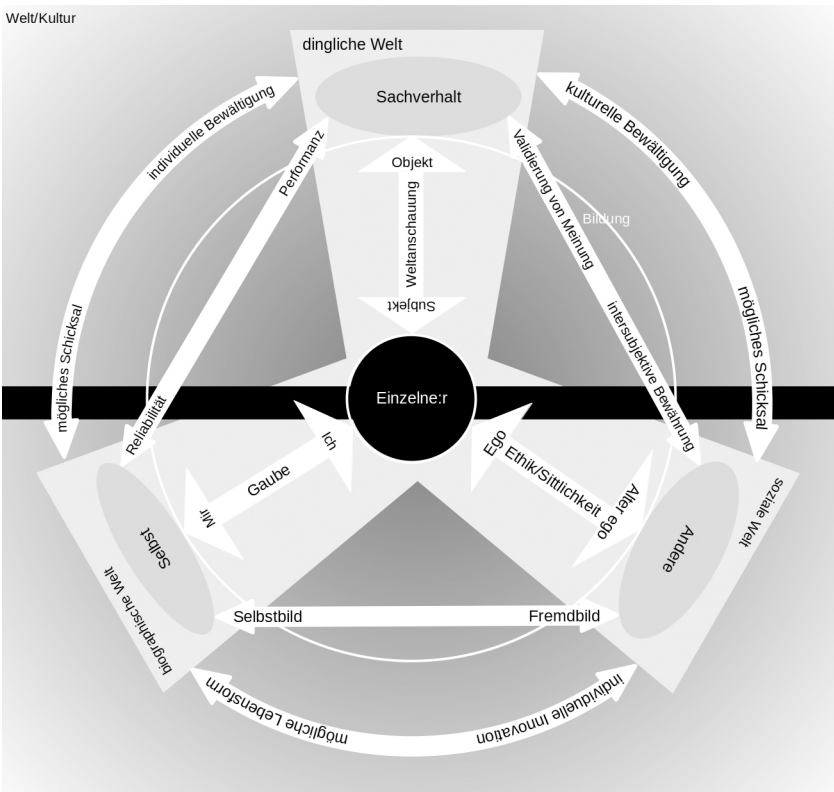 Welt/Kultur
dingliche Welt
Sachverhalt
individuelle Bewältigung
kulturelle Bewältigung
Performanz
Objekt
Validierung von Meinung
Bildung
Weltanschauung
Subjekt
mögliches Schicksal
mögliches Schicksal
intersubjektive Bewährung
Einzelne:r
Reliabilität
Ich
Gaube
Mir
Ego
Ethik/Sittlichkeit
Alter ego
Selbst
biographische Welt
Andere
soziale Welt
Selbstbild
Fremdbild
mögliche Lebensform
individuelle Innovation